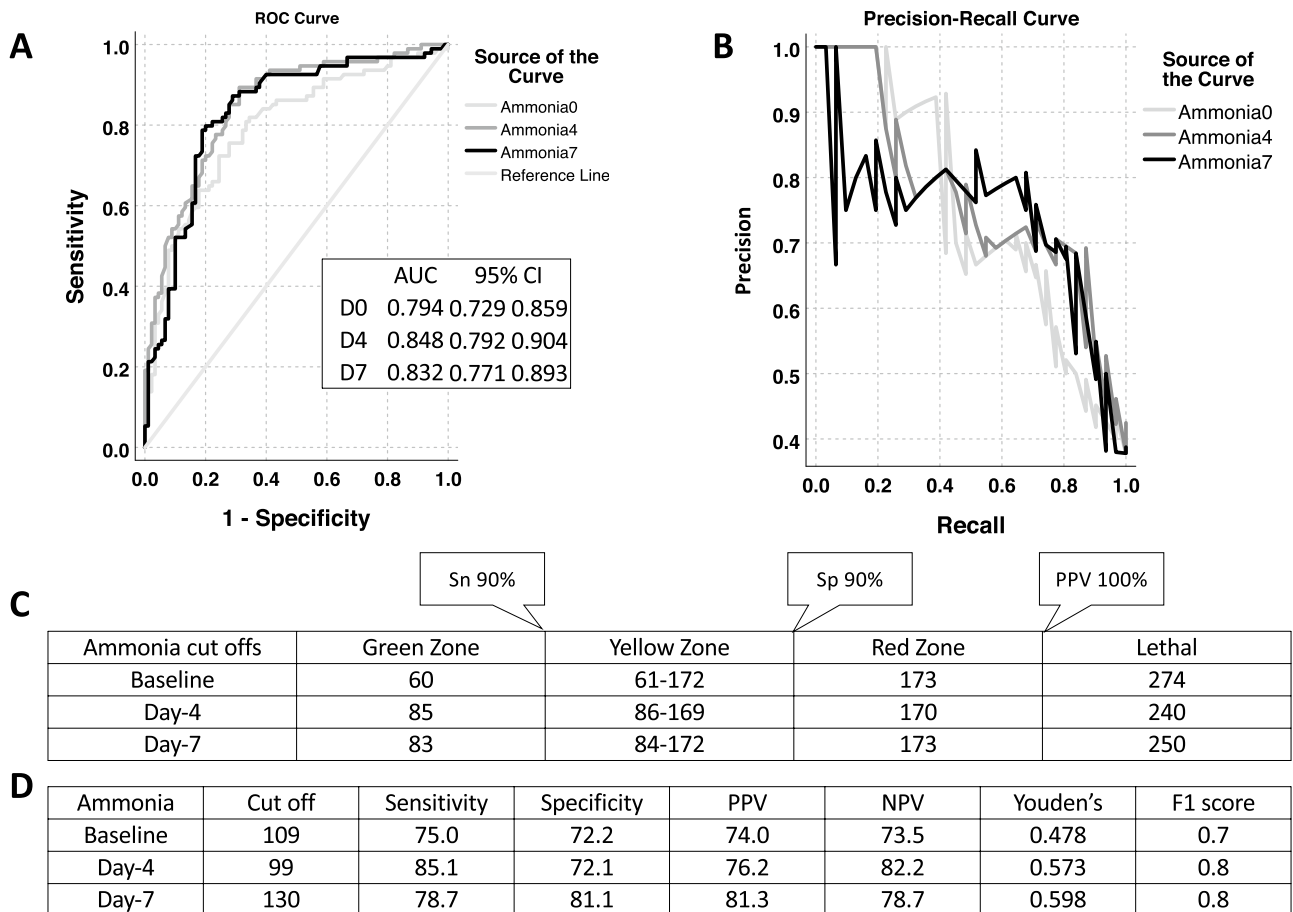 A
ROC Curve
Source of the
Curve
Ammonia0
Ammonia4
Ammonia7
Reference Line
Sensitivity
1.0
0.8
0.6
0.4
0.2
0.0
0.0 0.2 0.4 0.6 0.8 1.0
1 - Specificity
AUC 95% CI
D0 0.794 0.729 0.859
D4 0.848 0.792 0.904
D7 0.832 0.771 0.893
B
Precision-Recall Curve
Source of
the Curve
Ammonia0
Ammonia4
Ammonia7
Precision
1.0
0.9
0.8
0.7
0.6
0.5
0.4
0.0 0.2 0.4 0.6 0.8 1.0
Recall
C
Sn 90% Sp 90% PPV 100%
Ammonia cut offs Green Zone Yellow Zone Red Zone Lethal
Baseline 60 61-172 173 274
Day-4 85 86-169 170 240
Day-7 83 84-172 173 250
D
Ammonia Cut off Sensitivity Specificity PPV NPV Youden's F1 score
Baseline 109 75.0 72.2 74.0 73.5 0.478 0.7
Day-4 99 85.1 72.1 76.2 82.2 0.573 0.8
Day-7 130 78.7 81.1 81.3 78.7 0.598 0.8